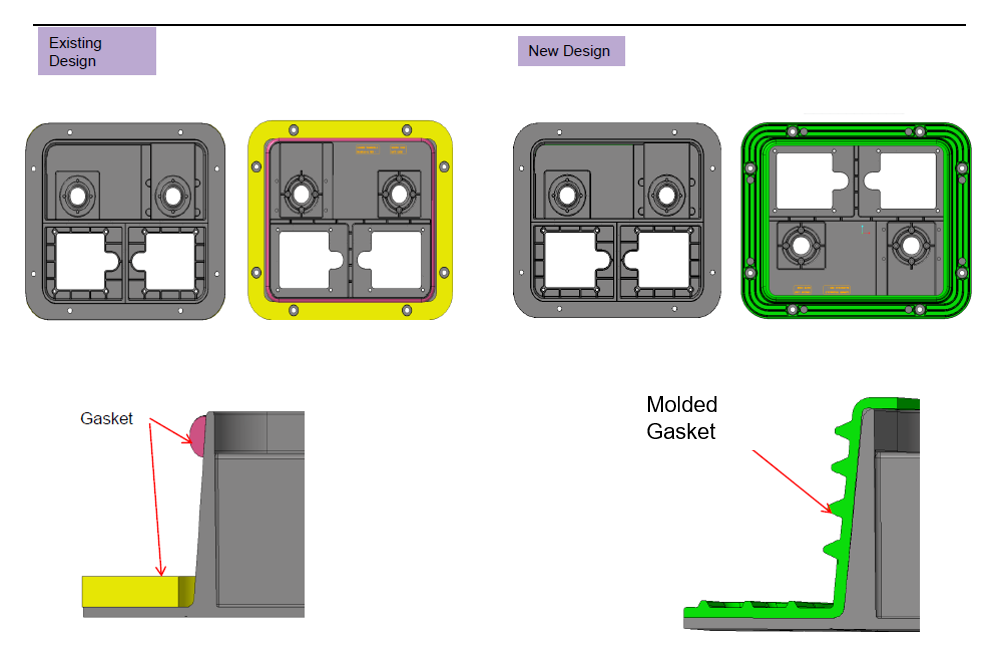 Existing
Design
New Design
Gasket
Molded
Gasket